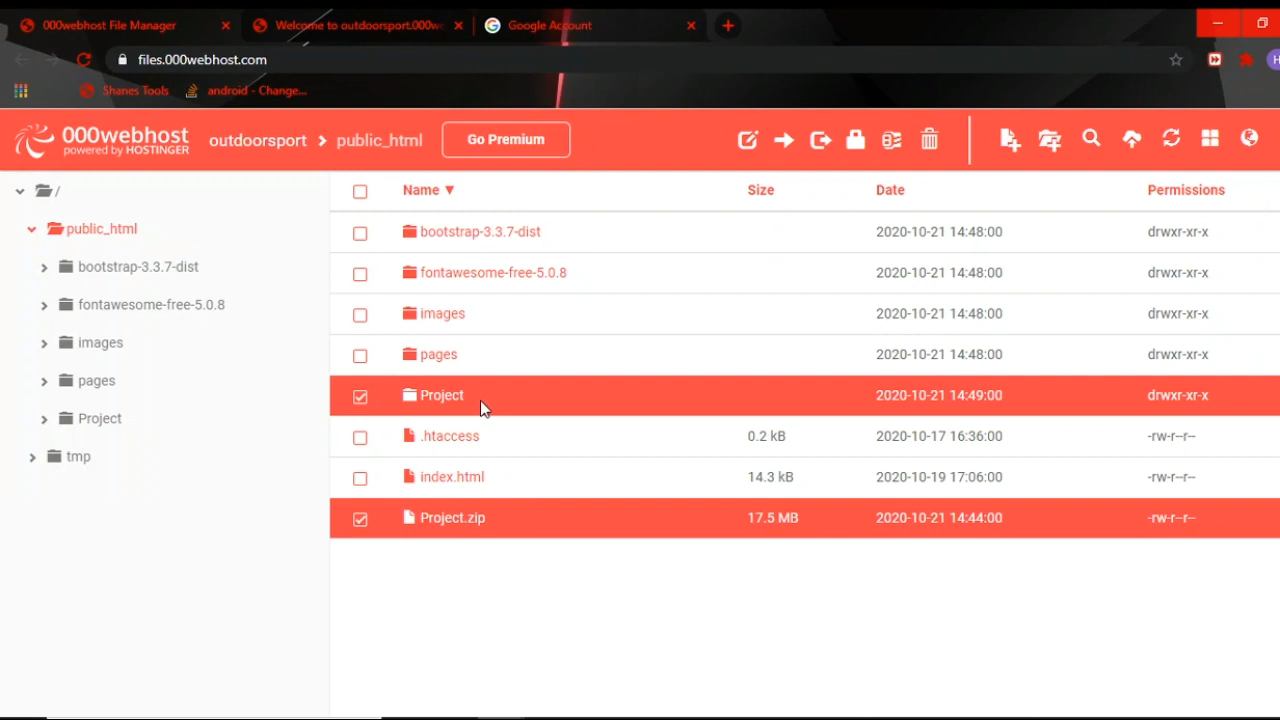 000webhost File Manager
Welcome to outdoorsport.000w
Google Account
files.000webhost.com
Shanes Tools
android - Change...
000webhost
powered by HOSTINGER
outdoorsport > public_html
Go Premium
/
public_html
bootstrap-3.3.7-dist
fontawesome-free-5.0.8
images
pages
Project
tmp
Name ▼ Size Date Permissions
bootstrap-3.3.7-dist 2020-10-21 14:48:00 drwxr-xr-x
fontawesome-free-5.0.8 2020-10-21 14:48:00 drwxr-xr-x
images 2020-10-21 14:48:00 drwxr-xr-x
pages 2020-10-21 14:48:00 drwxr-xr-x
Project 2020-10-21 14:49:00 drwxr-xr-x
.htaccess 0.2 kB 2020-10-17 16:36:00 -rw-r--r--
index.html 14.3 kB 2020-10-19 17:06:00 -rw-r--r--
Project.zip 17.5 MB 2020-10-21 14:44:00 -rw-r--r--